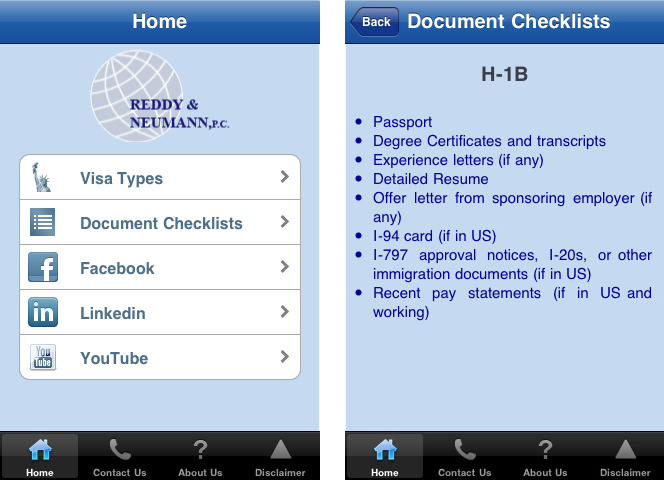 Home
REDDY &
NEUMANN,P.C.
Visa Types
Document Checklists
Facebook
in
Linkedin
You
Tube
YouTube
Home
Contact Us
?
About Us
Disclaimer
Back
Document Checklists
H-1B
• Passport
• Degree Certificates and transcripts
• Experience letters (if any)
• Detailed Resume
• Offer letter from sponsoring employer (if
any)
• I-94 card (if in US)
• I-797 approval notices, I-20s, or other
immigration documents (if in US)
• Recent pay statements (if in US and
working)
Home
Contact Us
?
About Us
Disclaimer